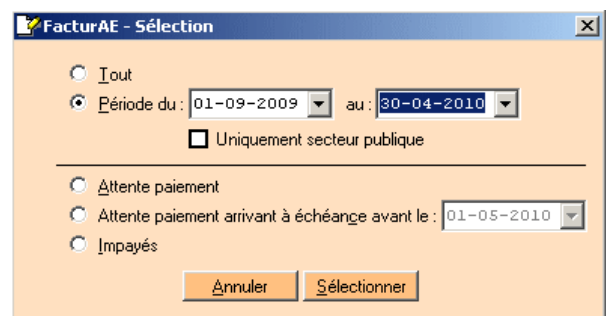 FacturAE - Sélection
Tout
Période du : 01-09-2009 au : 30-04-2010
Uniquement secteur publique
Attente paiement
Attente paiement arrivant à échéance avant le : 01-05-2010
Impayés
Annuler Sélectionner